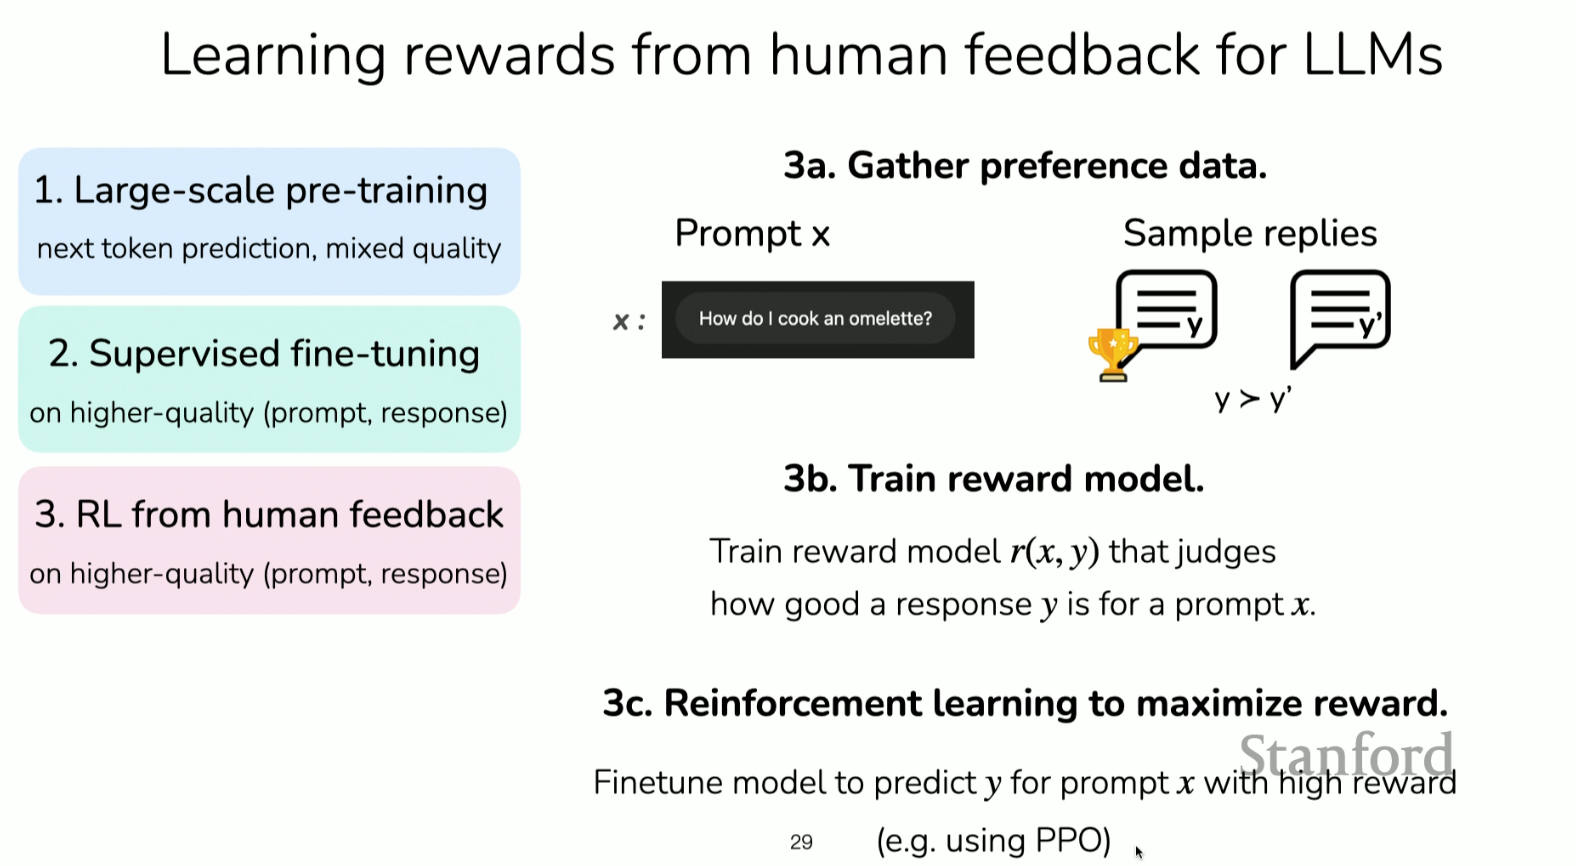 Learning rewards from human feedback for LLMs
1. Large-scale pre-training
next token prediction, mixed quality
2. Supervised fine-tuning
on higher-quality (prompt, response)
3. RL from human feedback
on higher-quality (prompt, response)
3a. Gather preference data.
Prompt x
Sample replies
x :
How do I cook an omelette?
y
y’
y ≻ y’
3b. Train reward model.
Train reward model r(x, y) that judges
how good a response y is for a prompt x.
3c. Reinforcement learning to maximize reward.
Stanford
Finetune model to predict y for prompt x with high reward
(e.g. using PPO)
29